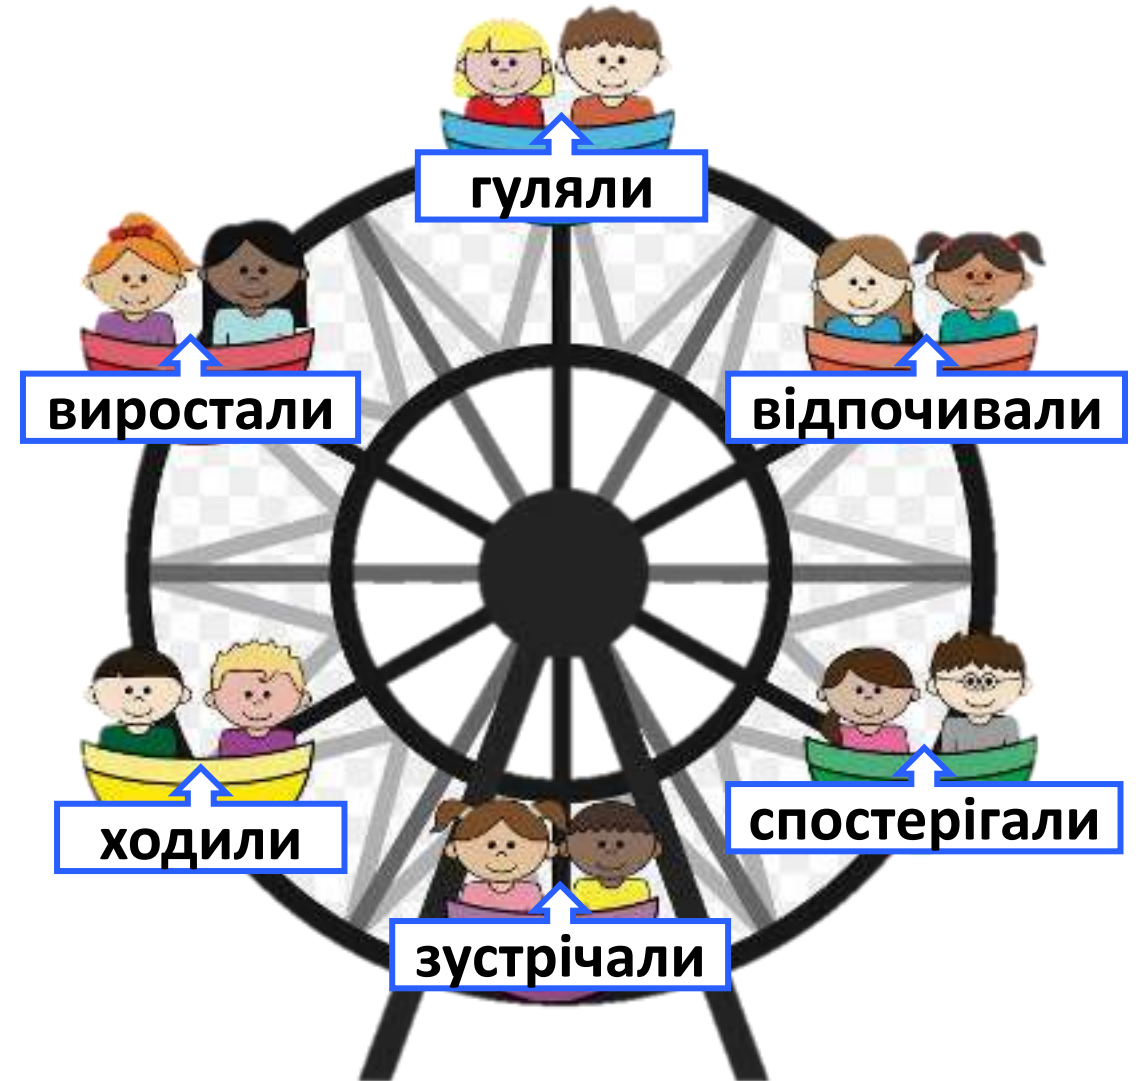 гуляли
виростали
відпочивали
ходили
спостерігали
зустрічали